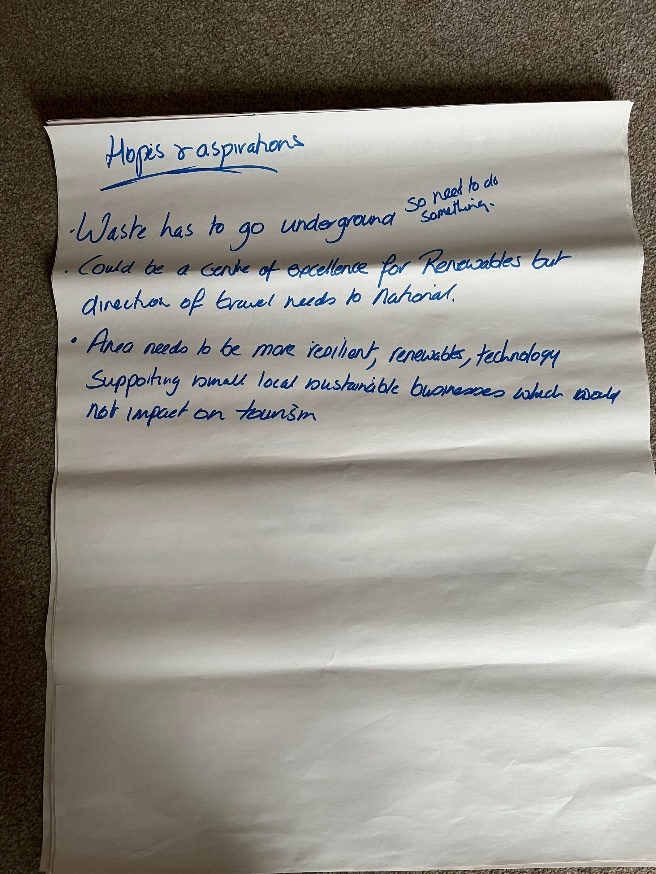 Hopes & aspirations
· Waste has to go underground so need to do
something.
· Could be a centre of excellence for Renewables but
direction of travel needs to National.
· Area needs to be more resilient, renewables, technology
supporting small local sustainable businesses which would
not impact on tourism